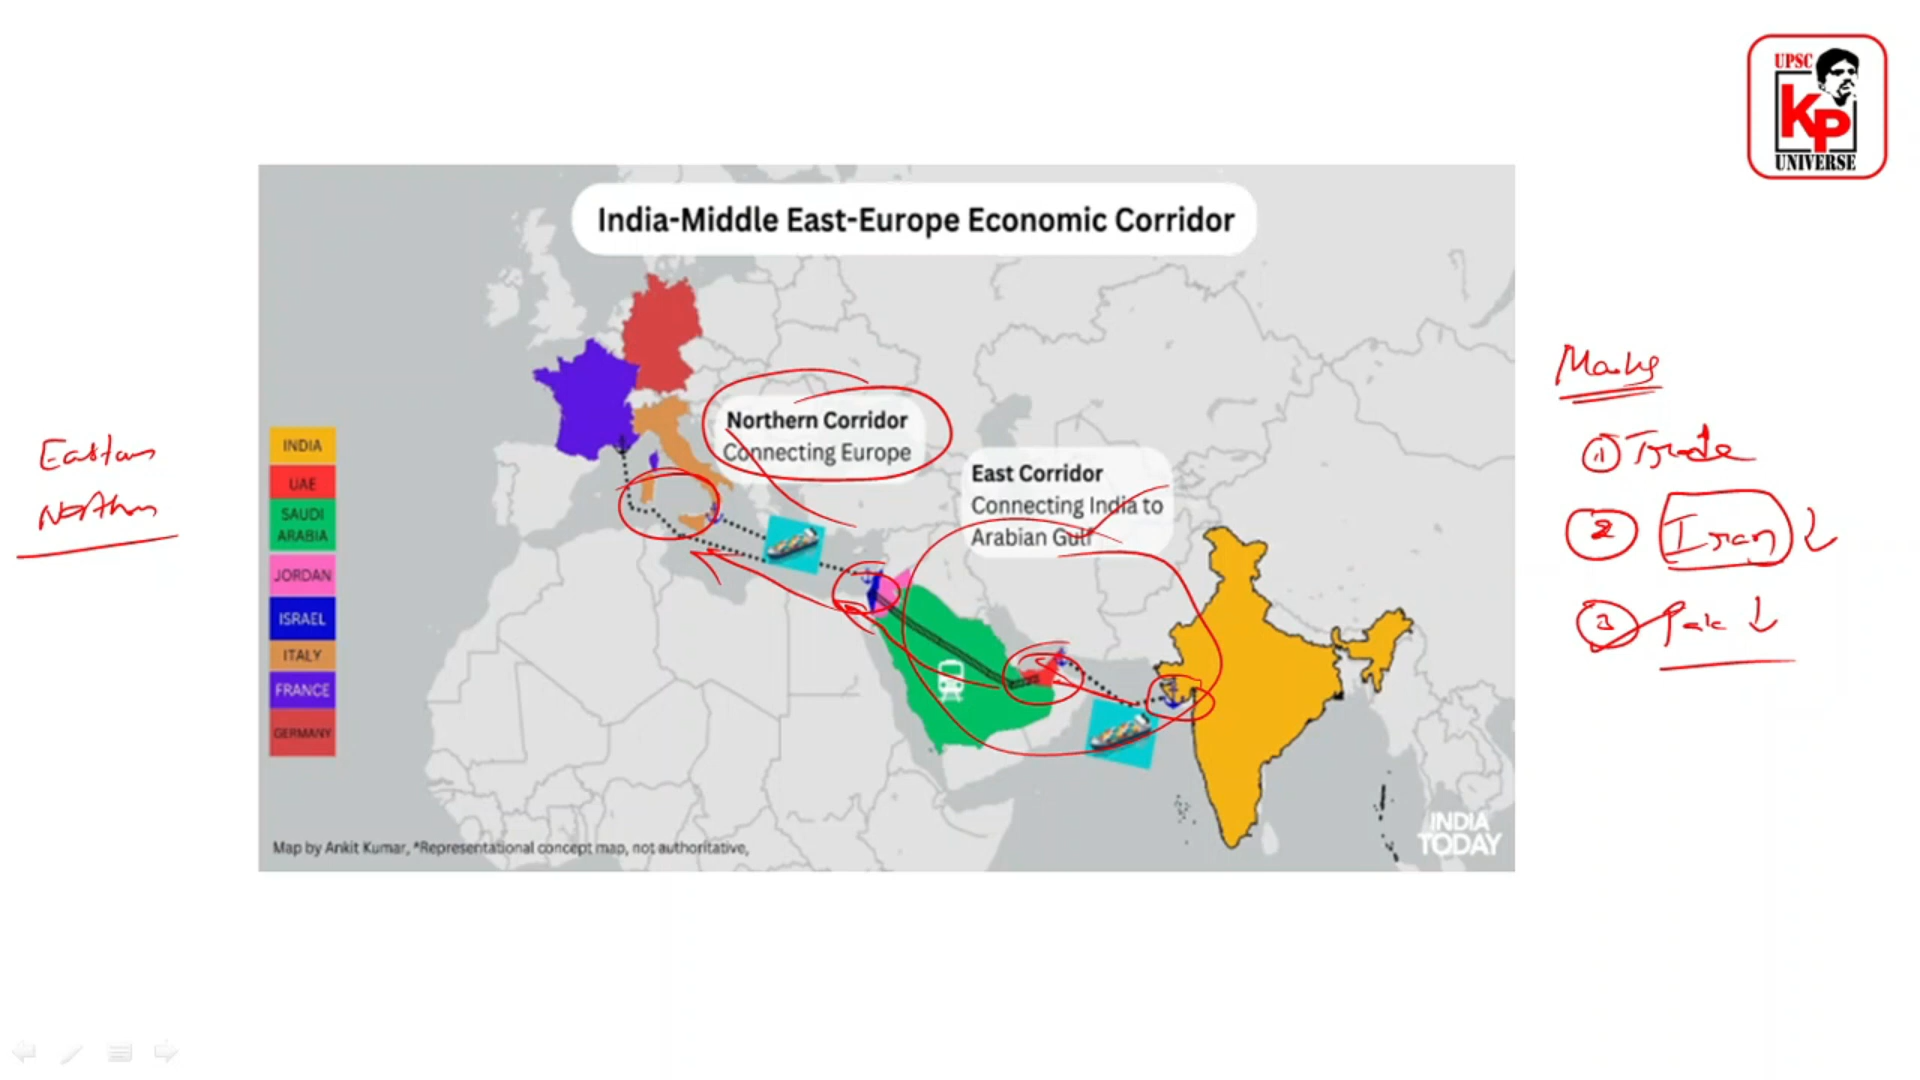 UPSC
KP
UNIVERSE
India-Middle East-Europe Economic Corridor
Northern Corridor
Connecting Europe
East Corridor
Connecting India to
Arabian Gulf
Eastern
Northern
INDIA
UAE
SAUDI
ARABIA
JORDAN
ISRAEL
ITALY
FRANCE
GERMANY
① Trade
② Iran ↓
③ Pak ↓
INDIA
TODAY
Map by Ankit Kumar, *Representational concept map, not authoritative,